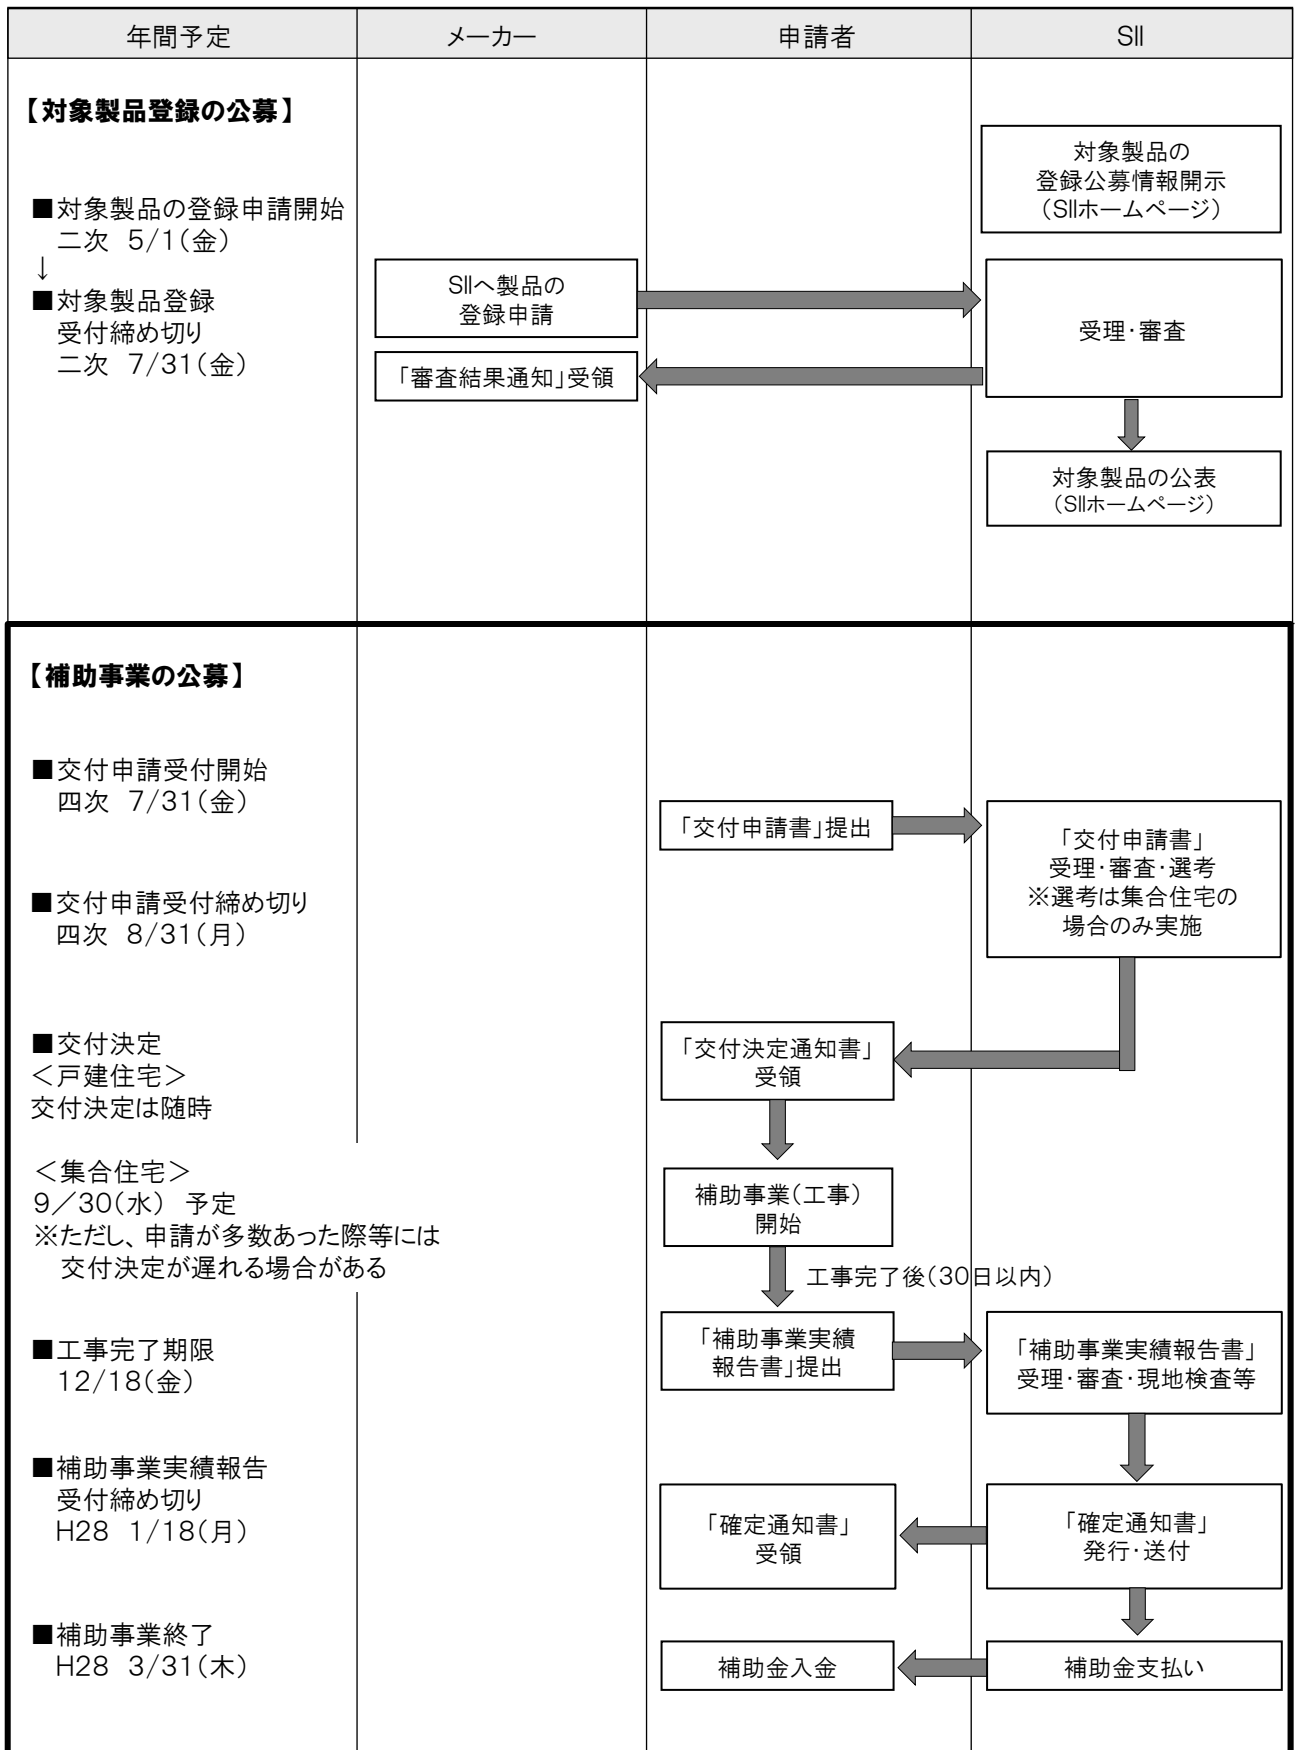 年間予定
メーカー
申請者
SII
【対象製品登録の公募】
■対象製品の登録申請開始
二次 5/1(金)
↓
■対象製品登録
受付締め切り
二次 7/31(金)
対象製品の
登録公募情報開示
(SIIホームページ)
SIIへ製品の
登録申請
受理・審査
「審査結果通知」受領
対象製品の公表
(SIIホームページ)
【補助事業の公募】
■交付申請受付開始
四次 7/31(金)
「交付申請書」提出
「交付申請書」
受理・審査・選考
※選考は集合住宅の
場合のみ実施
■交付申請受付締め切り
四次 8/31(月)
■交付決定
<戸建住宅>
交付決定は随時
「交付決定通知書」
受領
<集合住宅>
9/30(水) 予定
※ただし、申請が多数あった際等には
交付決定が遅れる場合がある
補助事業(工事)
開始
工事完了後(30日以内)
■工事完了期限
12/18(金)
「補助事業実績
報告書」提出
「補助事業実績報告書」
受理・審査・現地検査等
■補助事業実績報告
受付締め切り
H28 1/18(月)
「確定通知書」
受領
「確定通知書」
発行・送付
■補助事業終了
H28 3/31(木)
補助金入金
補助金支払い